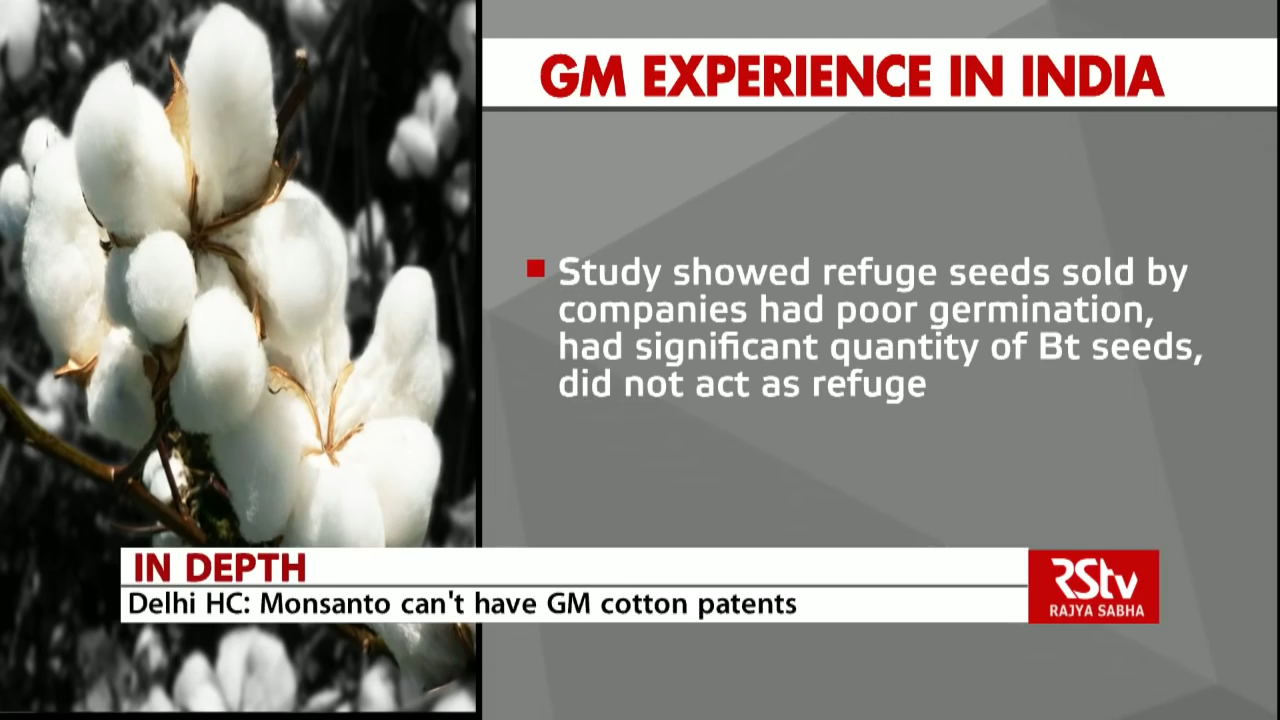 GM EXPERIENCE IN INDIA
Study showed refuge seeds sold by
companies had poor germination,
had significant quantity of Bt seeds,
did not act as refuge
IN DEPTH
Delhi HC: Monsanto can't have GM cotton patents
RStv
RAJYA SABHA